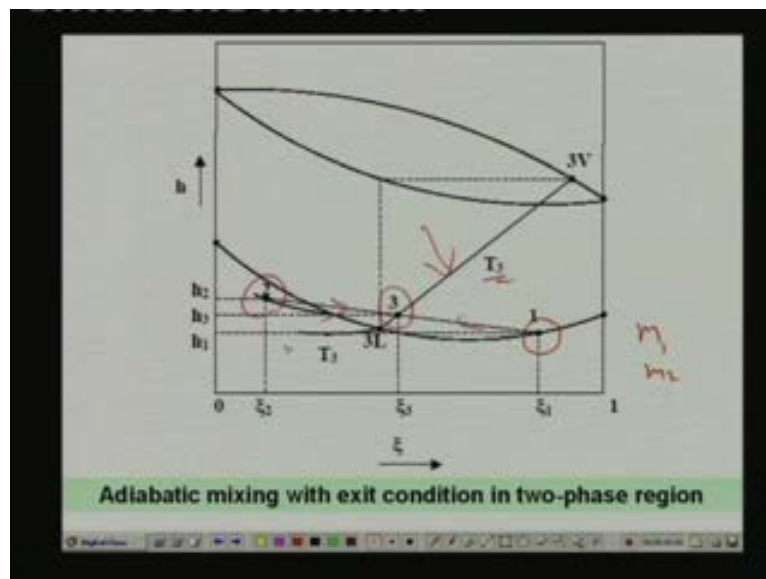 3V
h
T₃
h₂
2
3
1
h₃
h₁
T₃
3L
m₁
m₂
0
ξ₂
ξ₃
ξ₁
1
ξ
Adiabatic mixing with exit condition in two-phase region